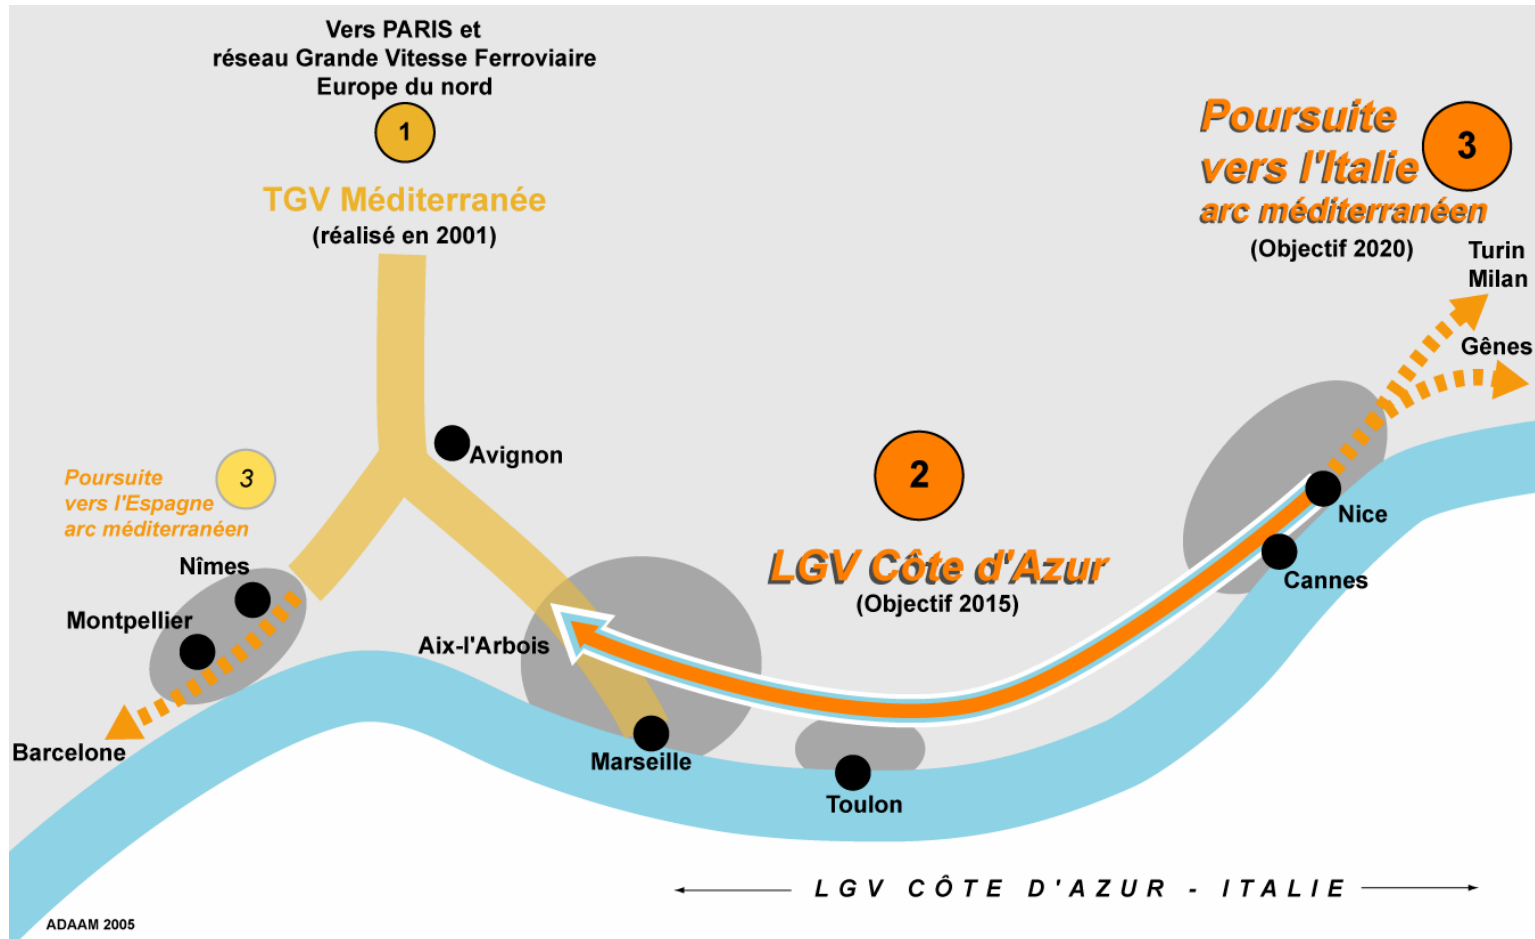 Vers PARIS et
réseau Grande Vitesse Ferroviaire
Europe du nord
1
TGV Méditerranée
(réalisé en 2001)
Poursuite
vers l'Italie
arc méditerranéen
3
(Objectif 2020)
Turin
Milan
Gênes
Avignon
Poursuite
vers l'Espagne
arc méditerranéen
3
2
LGV Côte d'Azur
(Objectif 2015)
Nice
Cannes
Nîmes
Montpellier
Aix-l'Arbois
Barcelone
Marseille
Toulon
LGV CÔTE D'AZUR - ITALIE
ADAAM 2005